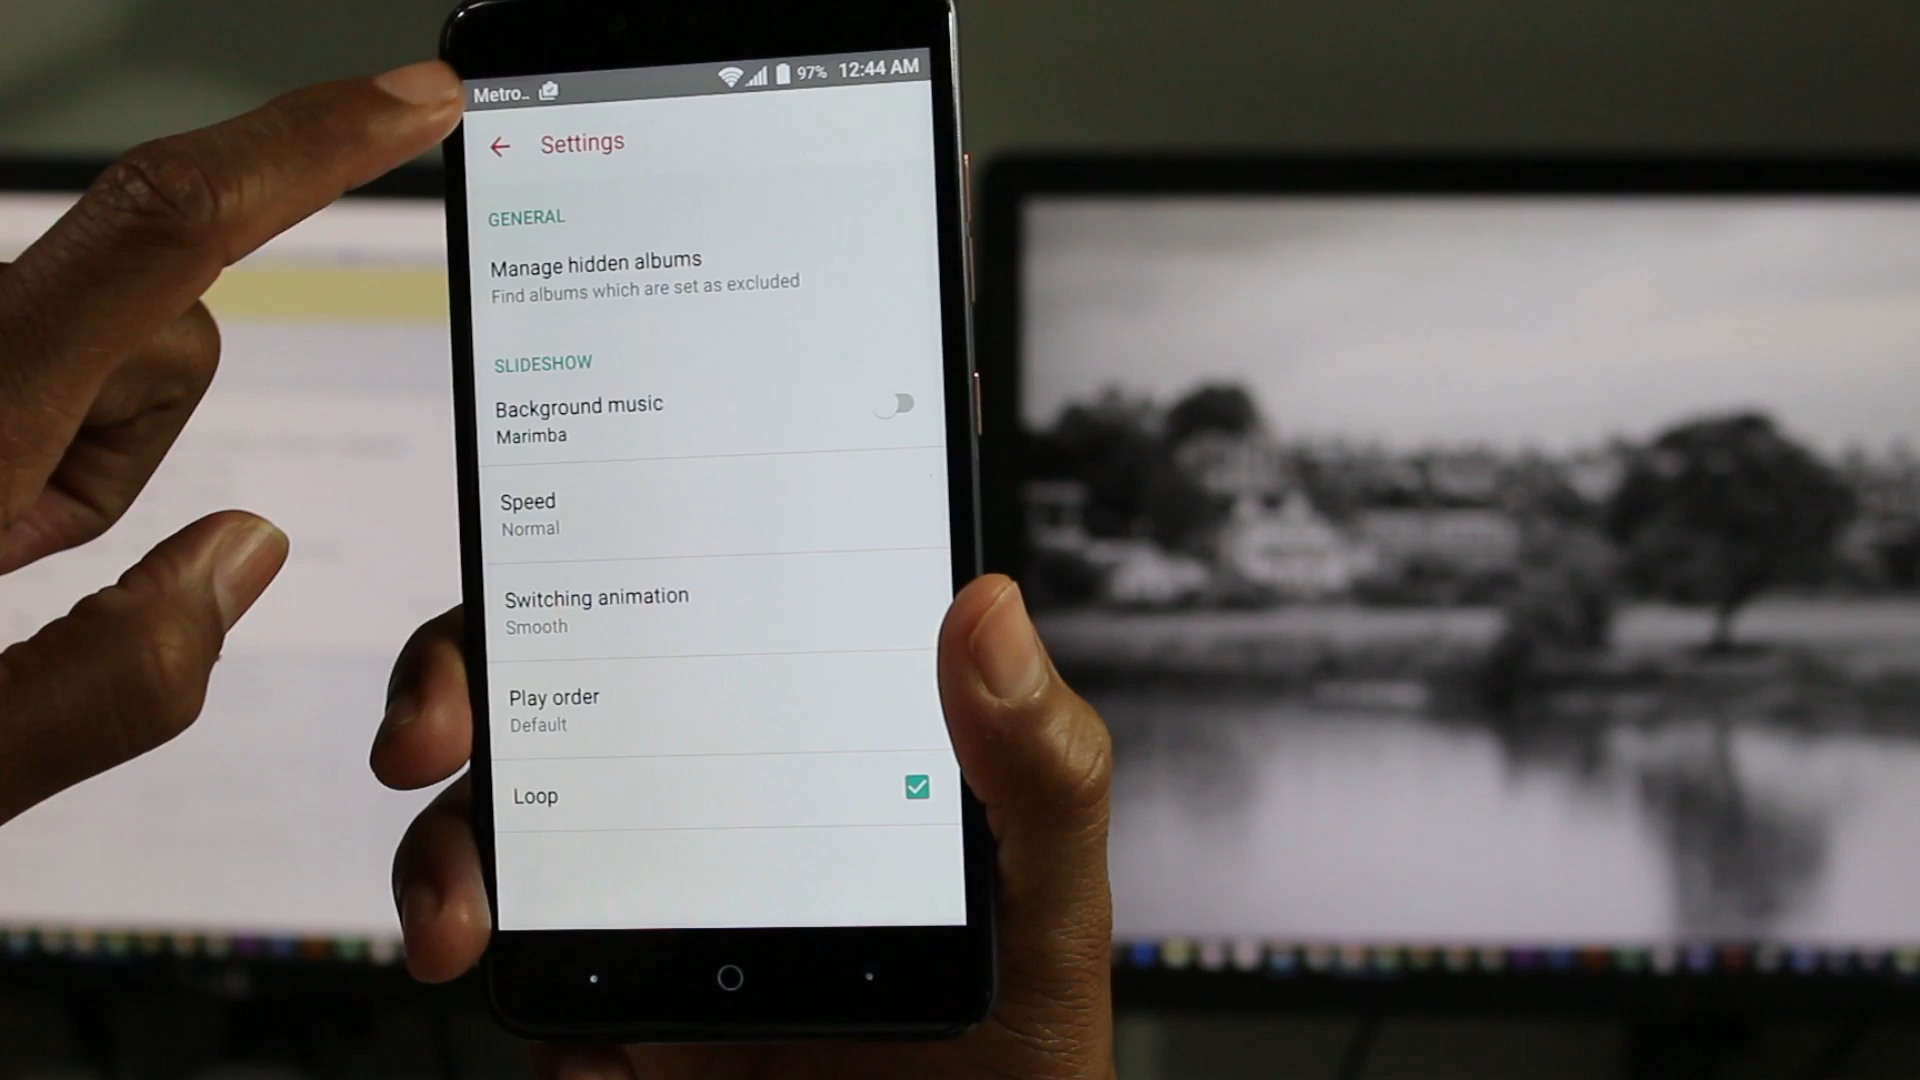 Metro.. 97% 12:44 AM
Settings
GENERAL
Manage hidden albums
Find albums which are set as excluded
SLIDESHOW
Background music
Marimba
Speed
Normal
Switching animation
Smooth
Play order
Default
Loop